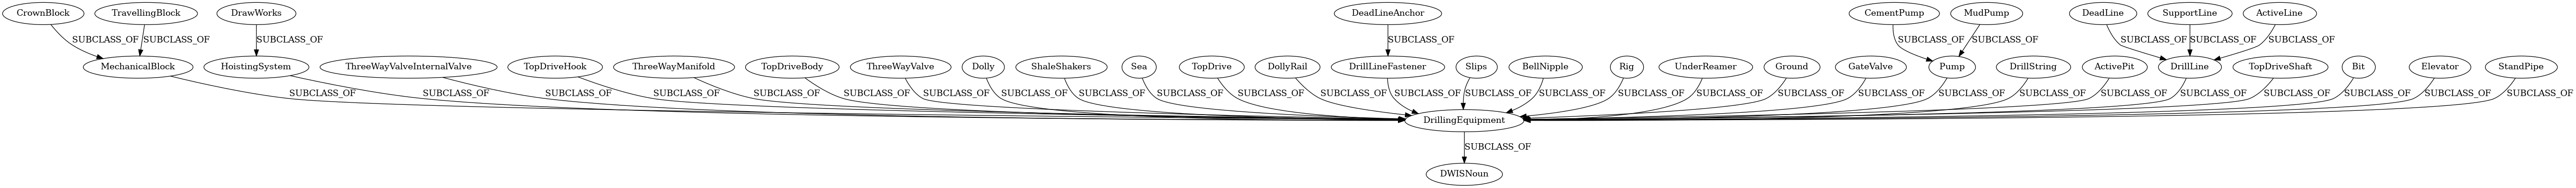 CrownBlock TravellingBlock DrawWorks DeadLineAnchor CementPump MudPump DeadLine SupportLine ActiveLine
SUBCLASS_OF SUBCLASS_OF SUBCLASS_OF SUBCLASS_OF SUBCLASS_OF SUBCLASS_OF SUBCLASS_OF SUBCLASS_OF SUBCLASS_OF
MechanicalBlock HoistingSystem ThreeWayValveInternalValve TopDriveHook ThreeWayManifold TopDriveBody ThreeWayValve Dolly ShaleShakers Sea TopDrive DollyRail DrillLineFastener Slips BellNipple Rig UnderReamer Ground GateValve Pump DrillString ActivePit DrillLine TopDriveShaft Bit Elevator StandPipe
SUBCLASS_OF SUBCLASS_OF SUBCLASS_OF SUBCLASS_OF SUBCLASS_OF SUBCLASS_OF SUBCLASS_OF SUBCLASS_OF SUBCLASS_OF SUBCLASS_OF SUBCLASS_OF SUBCLASS_OF SUBCLASS_OF SUBCLASS_OF SUBCLASS_OF SUBCLASS_OF SUBCLASS_OF SUBCLASS_OF SUBCLASS_OF SUBCLASS_OF SUBCLASS_OF SUBCLASS_OF SUBCLASS_OF SUBCLASS_OF SUBCLASS_OF SUBCLASS_OF SUBCLASS_OF
DrillingEquipment
SUBCLASS_OF
DWISNoun